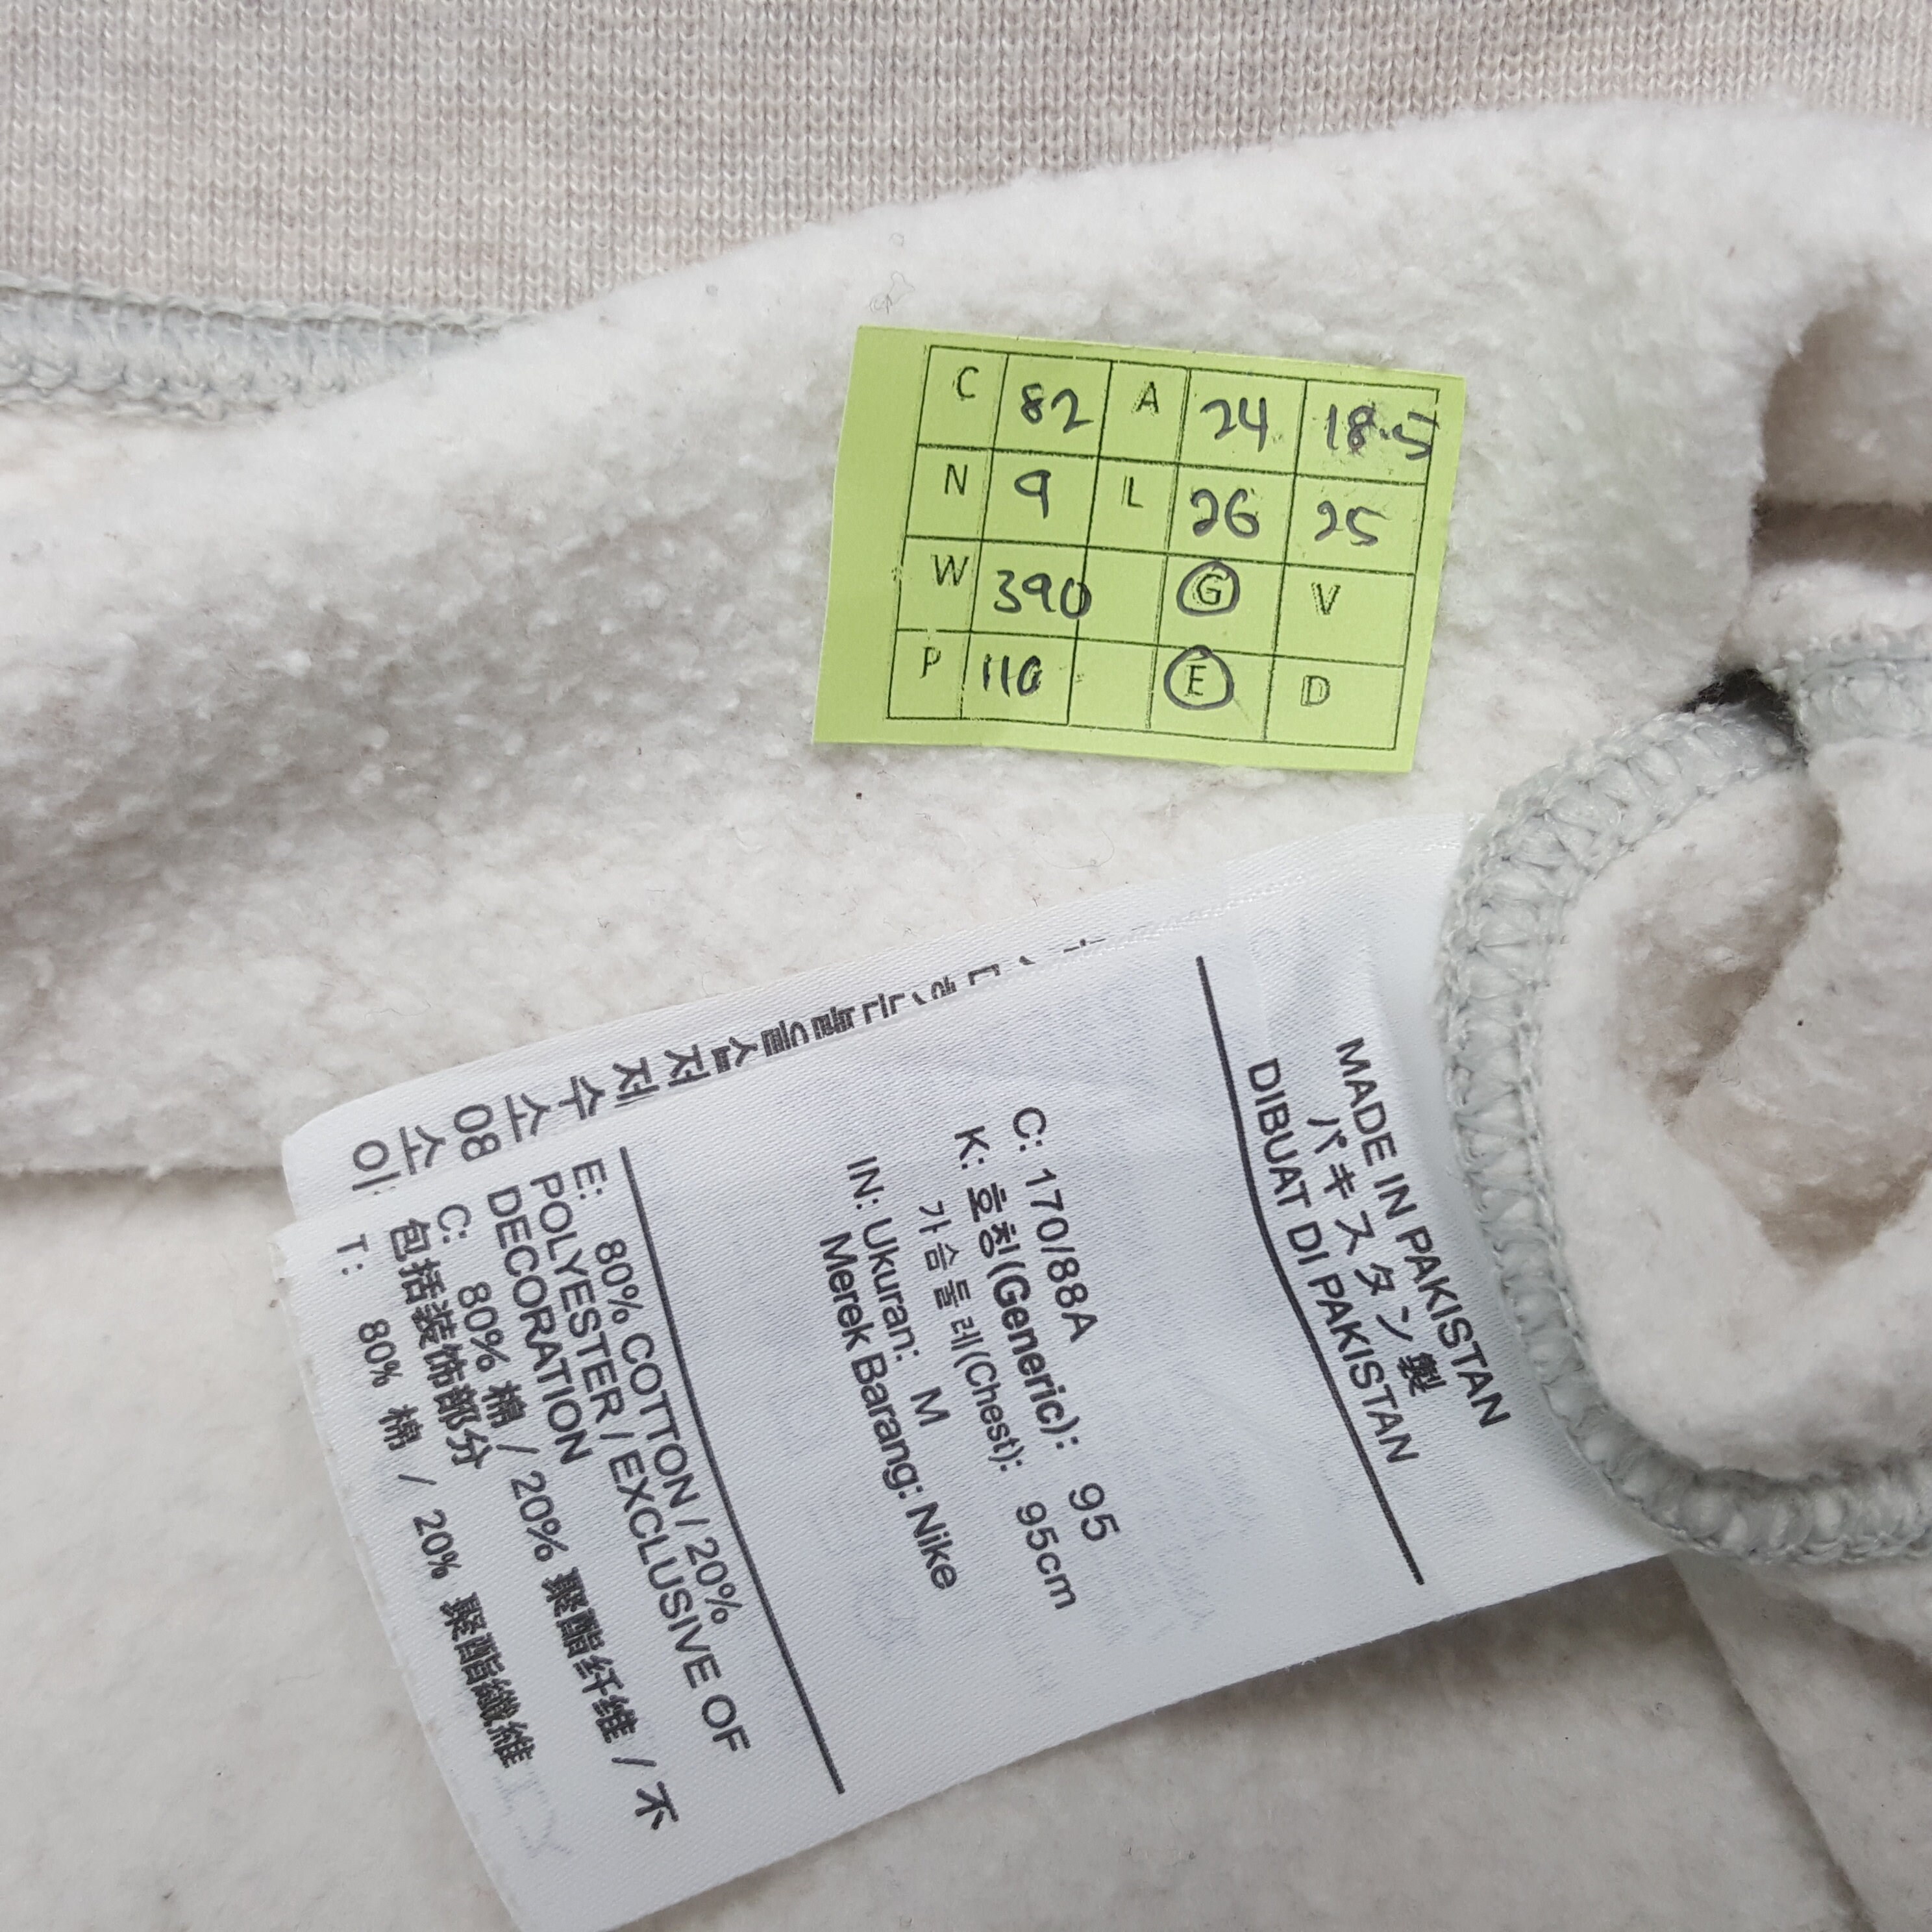 C 82 A 24 18.5
N 9 L 26 25
W 390 G V
P 110 E D
MADE IN PAKISTAN
パキスタン製
DIBUAT DI PAKISTAN
C: 170/88A
K: 호칭(Generic): 95
가슴둘레(Chest): 95cm
IN: Ukuran: M
Merek Barang: Nike
E: 80% COTTON / 20%
POLYESTER / EXCLUSIVE OF
DECORATION
C: 80% 棉 / 20% 聚酯纤维 / 不
包括装饰部分
T: 80% 棉 / 20% 聚酯纖維